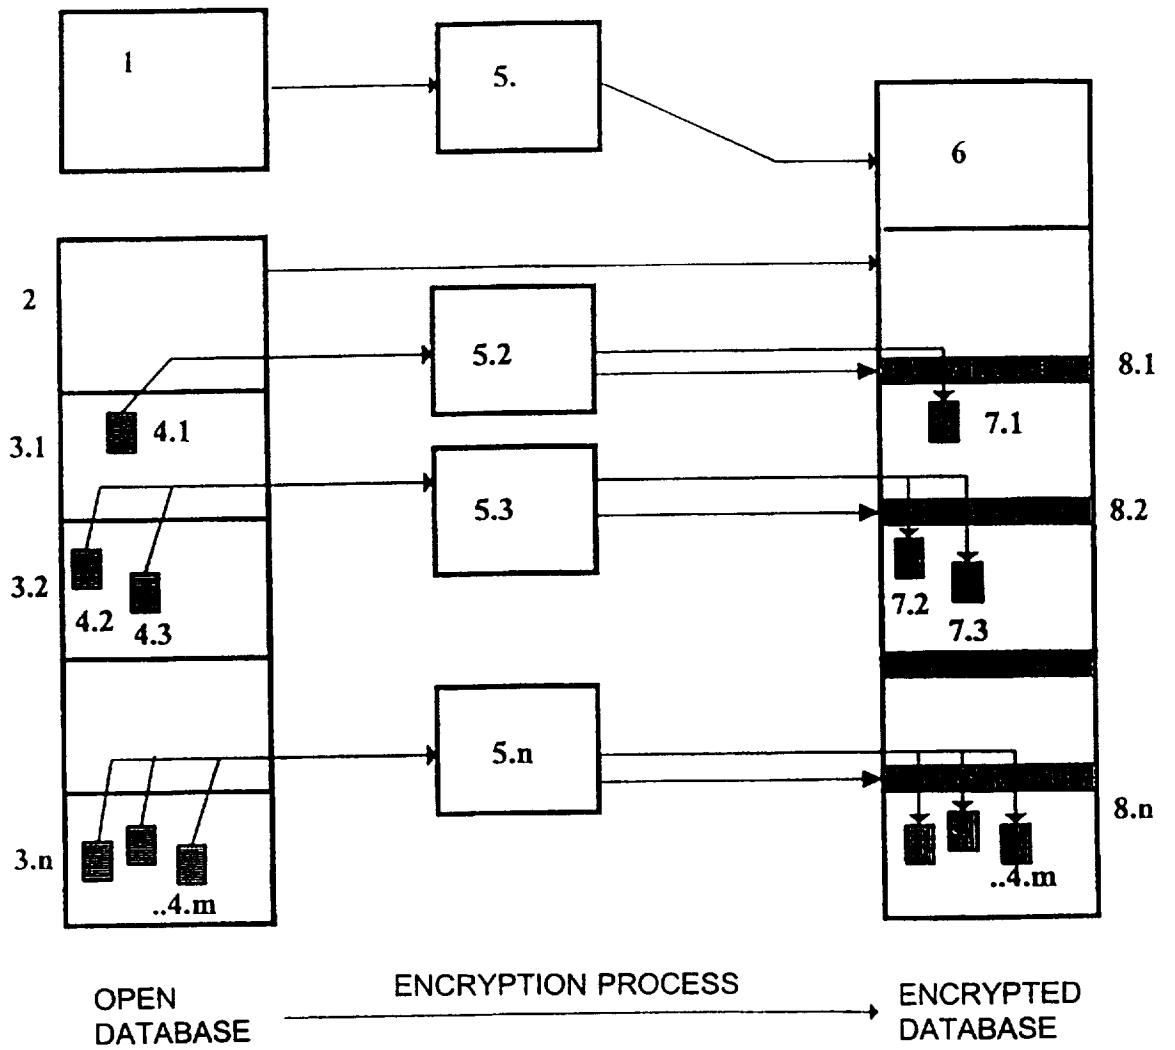 1
5.
6
2
5.2
8.1
3.1
4.1
7.1
5.3
8.2
3.2
4.2
4.3
7.2
7.3
5.n
8.n
3.n
..4.m
..4.m
OPEN
DATABASE
ENCRYPTION PROCESS
ENCRYPTED
DATABASE